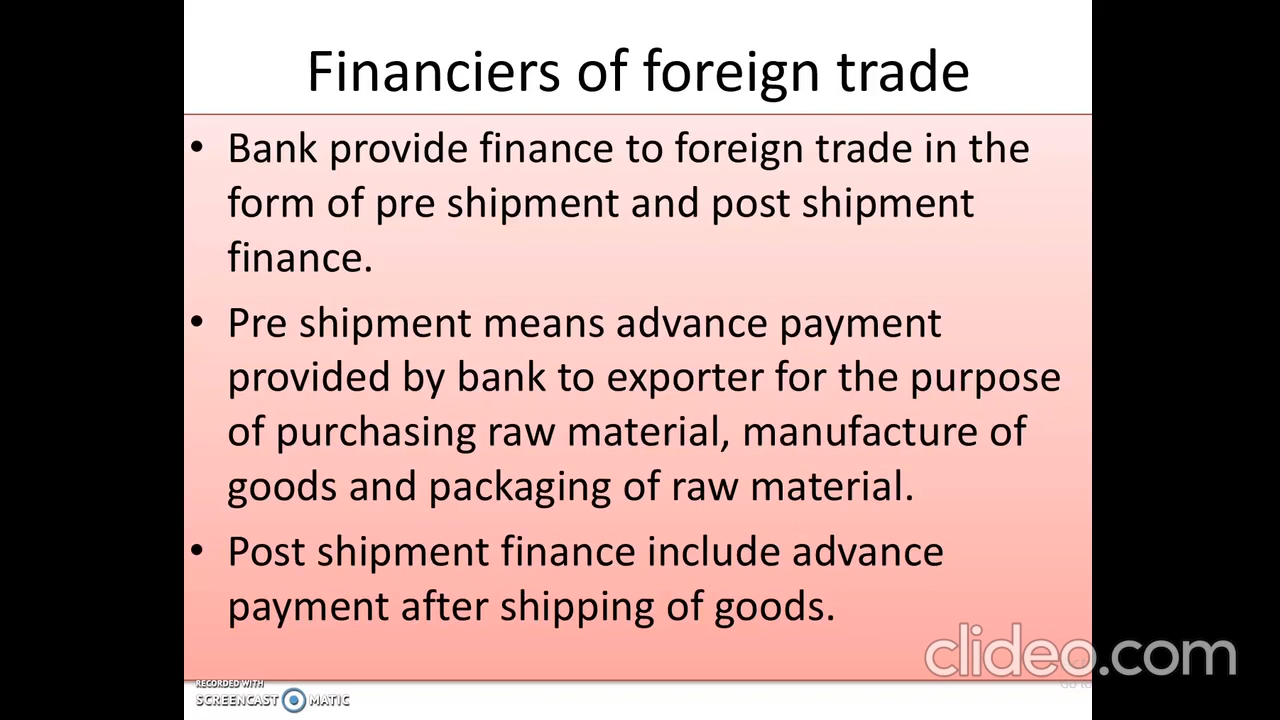 Financiers of foreign trade
• Bank provide finance to foreign trade in the
form of pre shipment and post shipment
finance.
• Pre shipment means advance payment
provided by bank to exporter for the purpose
of purchasing raw material, manufacture of
goods and packaging of raw material.
• Post shipment finance include advance
payment after shipping of goods.
clideo.com
RECORDED WITH
SCREENCAST MATIC